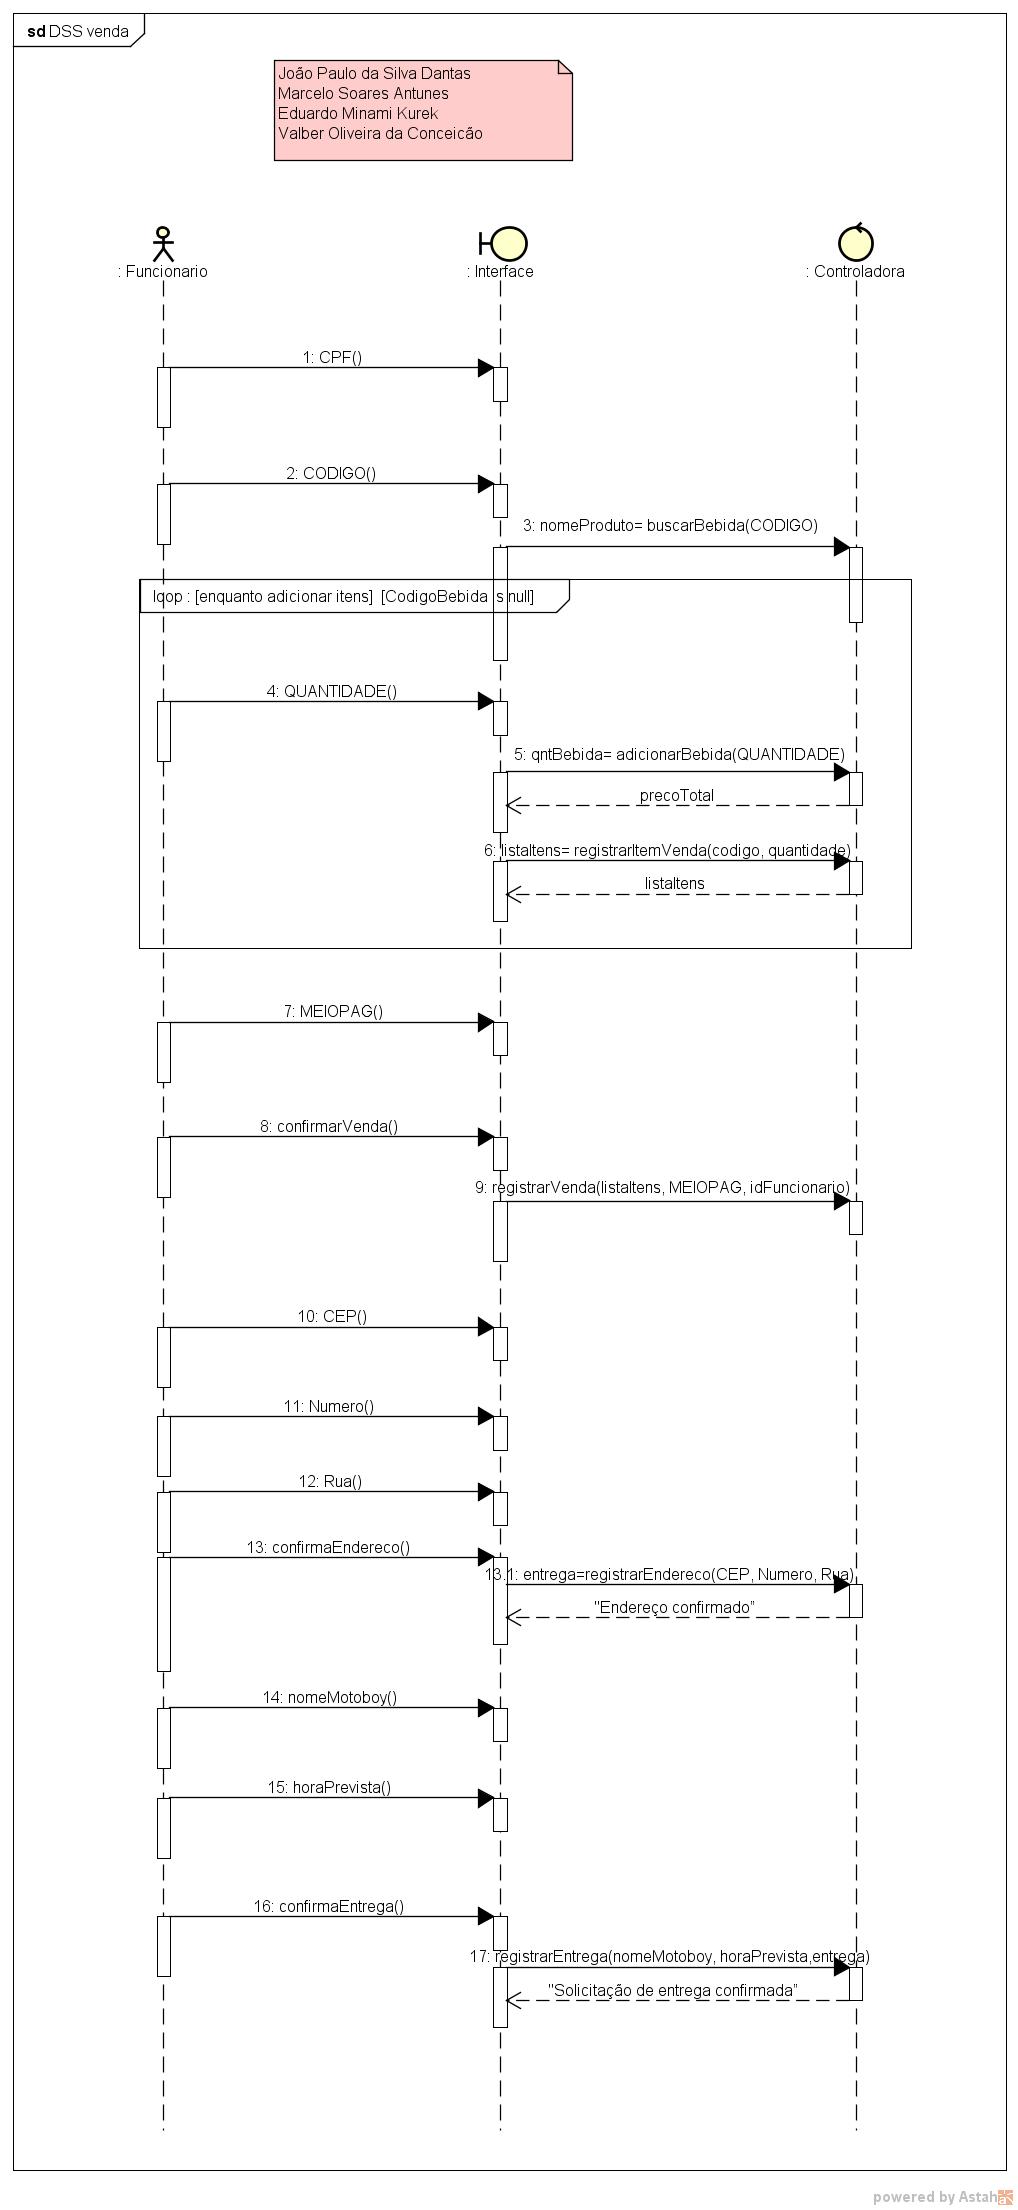 sd DSS venda
João Paulo da Silva Dantas
Marcelo Soares Antunes
Eduardo Minami Kurek
Valber Oliveira da Conceicão
: Funcionario
: Interface
: Controladora
1: CPF()
2: CODIGO()
3: nomeProduto= buscarBebida(CODIGO)
loop : [enquanto adicionar itens] [CodigoBebida is null]
4: QUANTIDADE()
5: qntBebida= adicionarBebida(QUANTIDADE)
precoTotal
6: listaItens= registrarItemVenda(codigo, quantidade)
listaItens
7: MEIOPAG()
8: confirmarVenda()
9: registrarVenda(listaItens, MEIOPAG, idFuncionario)
10: CEP()
11: Numero()
12: Rua()
13: confirmaEndereco()
13.1: entrega=registrarEndereco(CEP, Numero, Rua)
"Endereço confirmado"
14: nomeMotoboy()
15: horaPrevista()
16: confirmaEntrega()
17: registrarEntrega(nomeMotoboy, horaPrevista,entrega)
"Solicitação de entrega confirmada"
powered by Astah